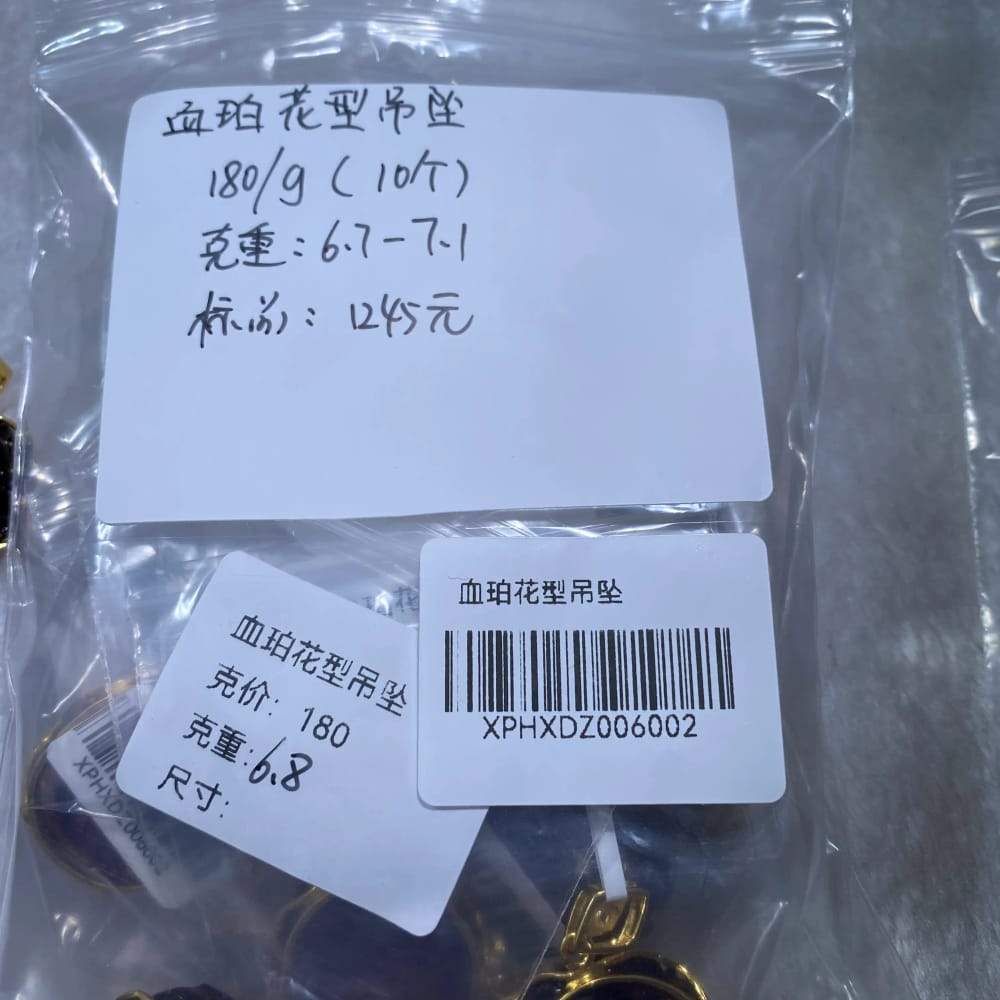 血珀花型吊坠
180/g（10个）
克重：6.7-7.1
标价：1245元
血珀花型吊坠
克价：180
克重：6.8
尺寸：
血珀花型吊坠
XPHXDZ006002